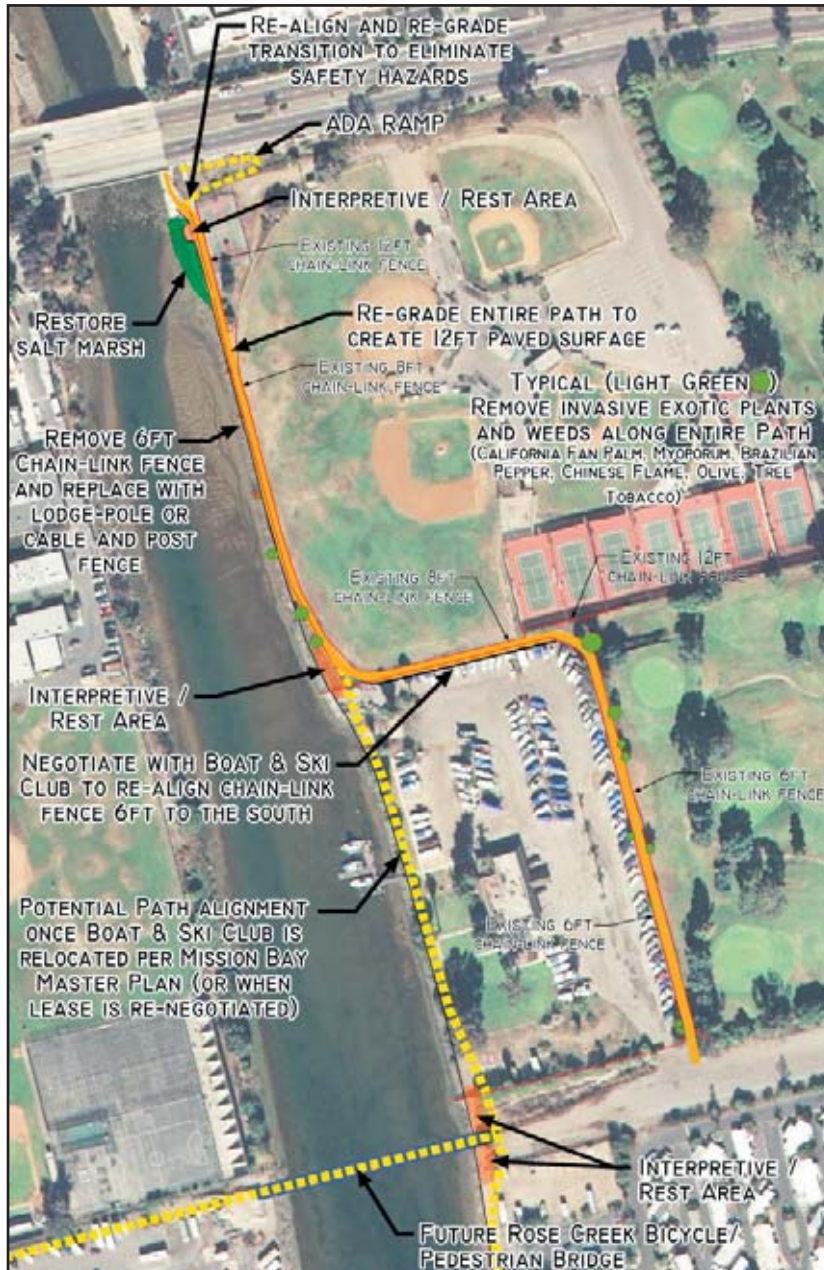 Re-align and re-grade
transition to eliminate
safety hazards
ADA Ramp
Interpretive / Rest Area
Existing 12ft
chain-link fence
Restore
salt marsh
Re-grade entire path to
create 12ft paved surface
Existing 8ft
chain-link fence
Typical (light green )
Remove invasive exotic plants
and weeds along entire Path
(California Fan Palm, Myoporum, Brazilian
Pepper, Chinese Flame, Olive, Tree
Tobacco)
Remove 6ft
Chain-link fence
and replace with
lodge-pole or
cable and post
fence
Existing 8ft
chain-link fence
Existing 12ft
chain-link fence
Interpretive /
Rest Area
Negotiate with Boat & Ski
Club to re-align chain-link
fence 6ft to the south
Existing 6ft
chain-link fence
Potential Path alignment
once Boat & Ski Club is
relocated per Mission Bay
Master Plan (or when
lease is re-negotiated)
Existing 6ft
chain-link fence
Interpretive /
Rest Area
Future Rose Creek Bicycle/
Pedestrian Bridge